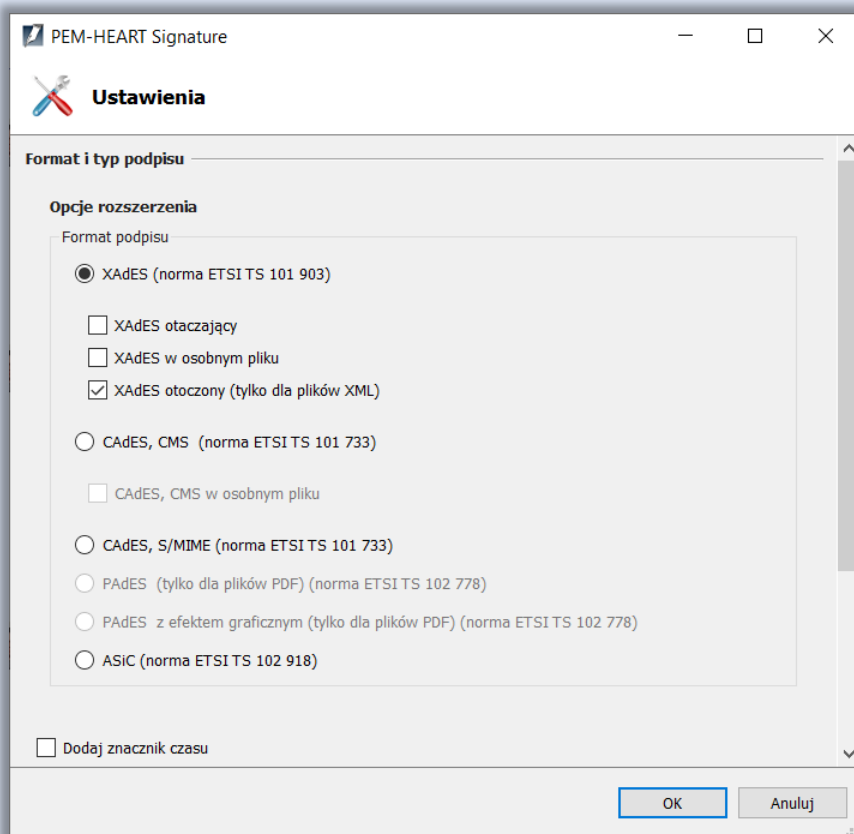 PEM-HEART Signature
Ustawienia
Format i typ podpisu
Opcje rozszerzenia
Format podpisu
XAdES (norma ETSI TS 101 903)
XAdES otaczający
XAdES w osobnym pliku
XAdES otoczony (tylko dla plików XML)
CAdES, CMS  (norma ETSI TS 101 733)
CAdES, CMS w osobnym pliku
CAdES, S/MIME (norma ETSI TS 101 733)
PAdES  (tylko dla plików PDF) (norma ETSI TS 102 778)
PAdES  z efektem graficznym (tylko dla plików PDF) (norma ETSI TS 102 778)
ASiC (norma ETSI TS 102 918)
Dodaj znacznik czasu
OK Anuluj